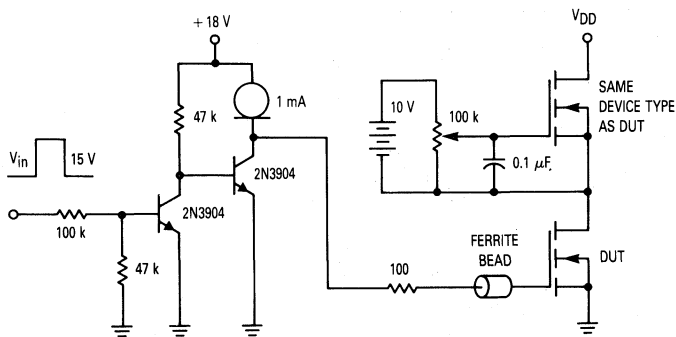 + 18 V
47 k
1 mA
2N3904
V_in
15 V
100 k
47 k
2N3904
V_DD
10 V
100 k
0.1 μF
SAME
DEVICE TYPE
AS DUT
100
FERRITE
BEAD
DUT